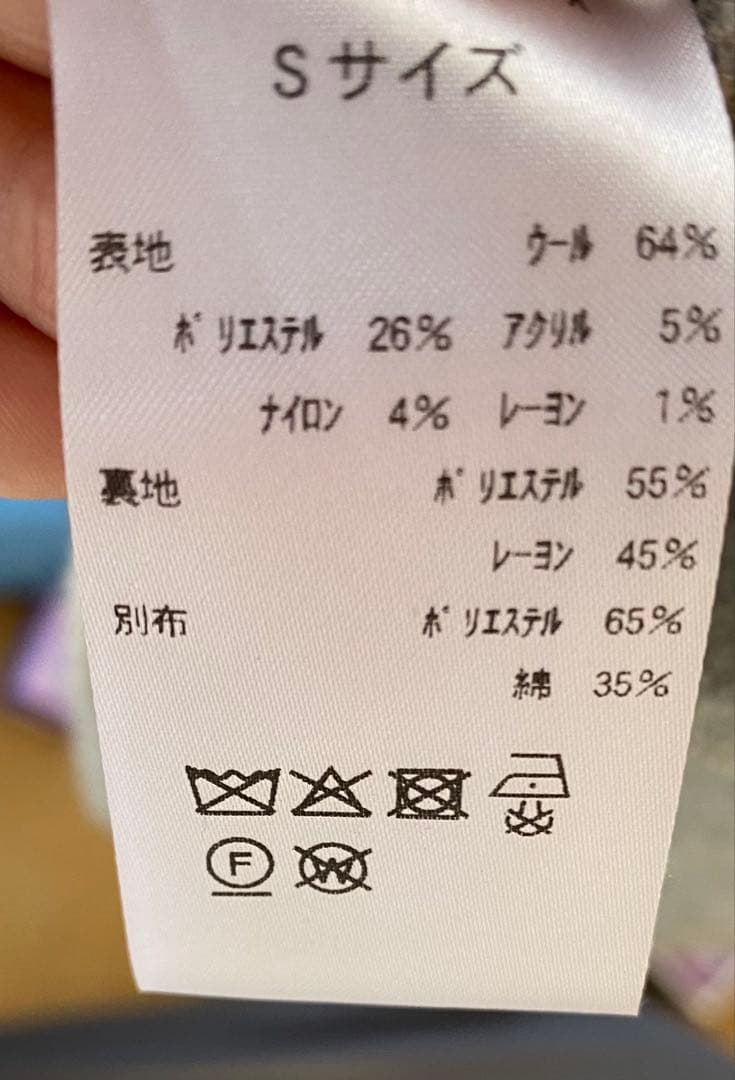 Sサイズ
表地 ウール 64%
ポリエステル 26% アクリル 5%
ナイロン 4% レーヨン 1%
裏地 ポリエステル 55%
レーヨン 45%
別布 ポリエステル 65%
綿 35%
F W